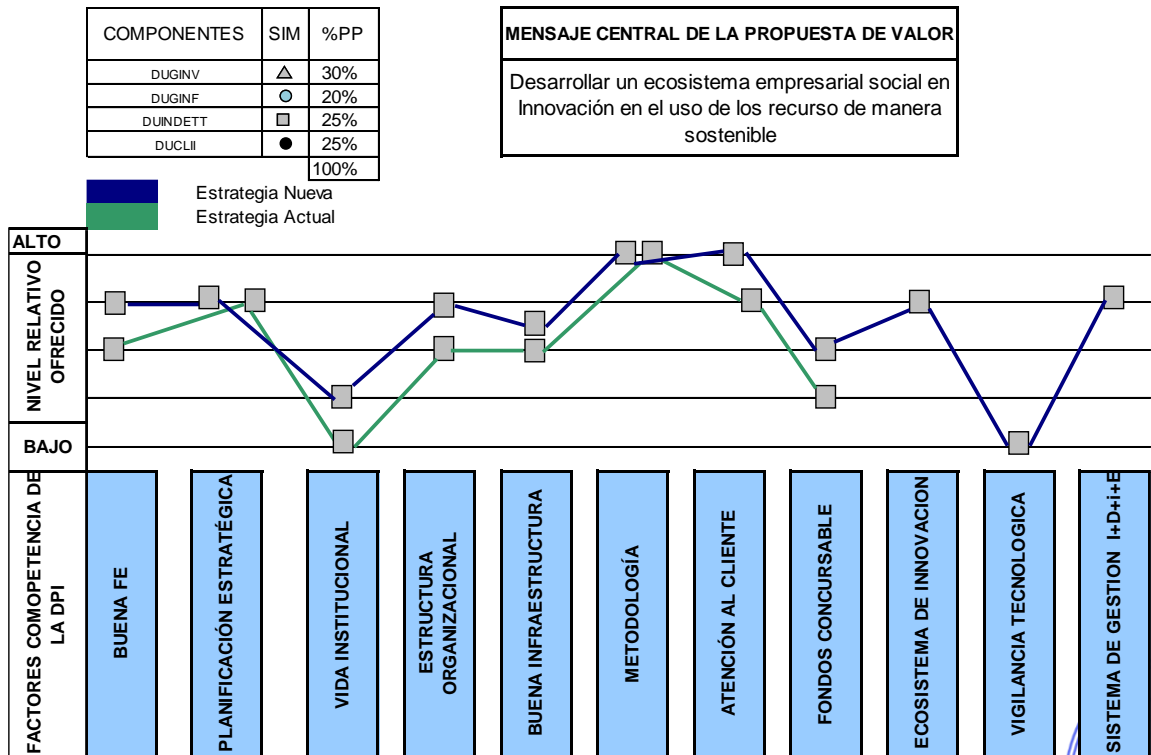 COMPONENTES SIM %PP
DUGINV 30%
DUGINF 20%
DUINDETT 25%
DUCLII 25%
100%
MENSAJE CENTRAL DE LA PROPUESTA DE VALOR
Desarrollar un ecosistema empresarial social en
Innovación en el uso de los recurso de manera
sostenible
Estrategia Nueva
Estrategia Actual
ALTO
NIVEL RELATIVO
OFRECIDO
BAJO
FACTORES COMOPETENCIA DE
LA DPI
BUENA FE
PLANIFICACIÓN ESTRATÉGICA
VIDA INSTITUCIONAL
ESTRUCTURA
ORGANIZACIONAL
BUENA INFRAESTRUCTURA
METODOLOGÍA
ATENCIÓN AL CLIENTE
FONDOS CONCURSABLE
ECOSISTEMA DE INNOVACION
VIGILANCIA TECNOLOGICA
SISTEMA DE GESTION I+D+i+E